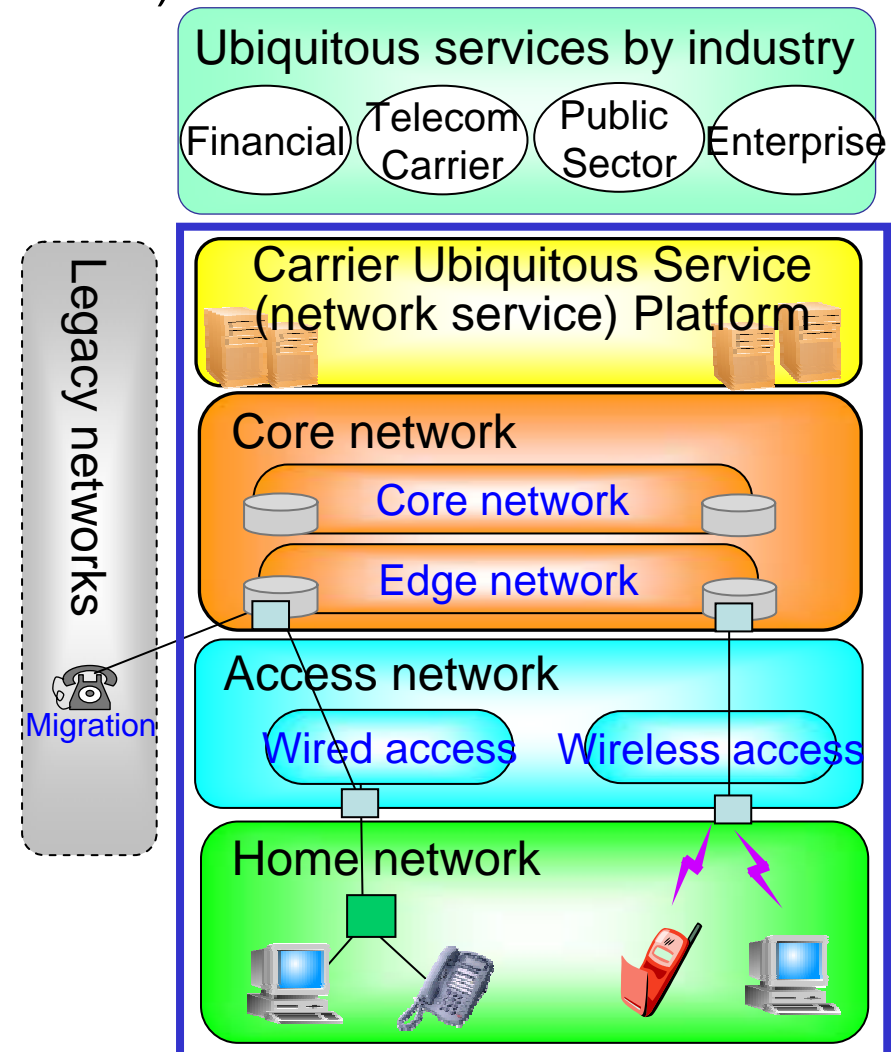 )
Ubiquitous services by industry
Financial
Telecom
Carrier
Public
Sector
Enterprise
Legacy networks
Migration
Carrier Ubiquitous Service
(network service) Platform
Core network
Core network
Edge network
Access network
Wired access
Wireless access
Home network